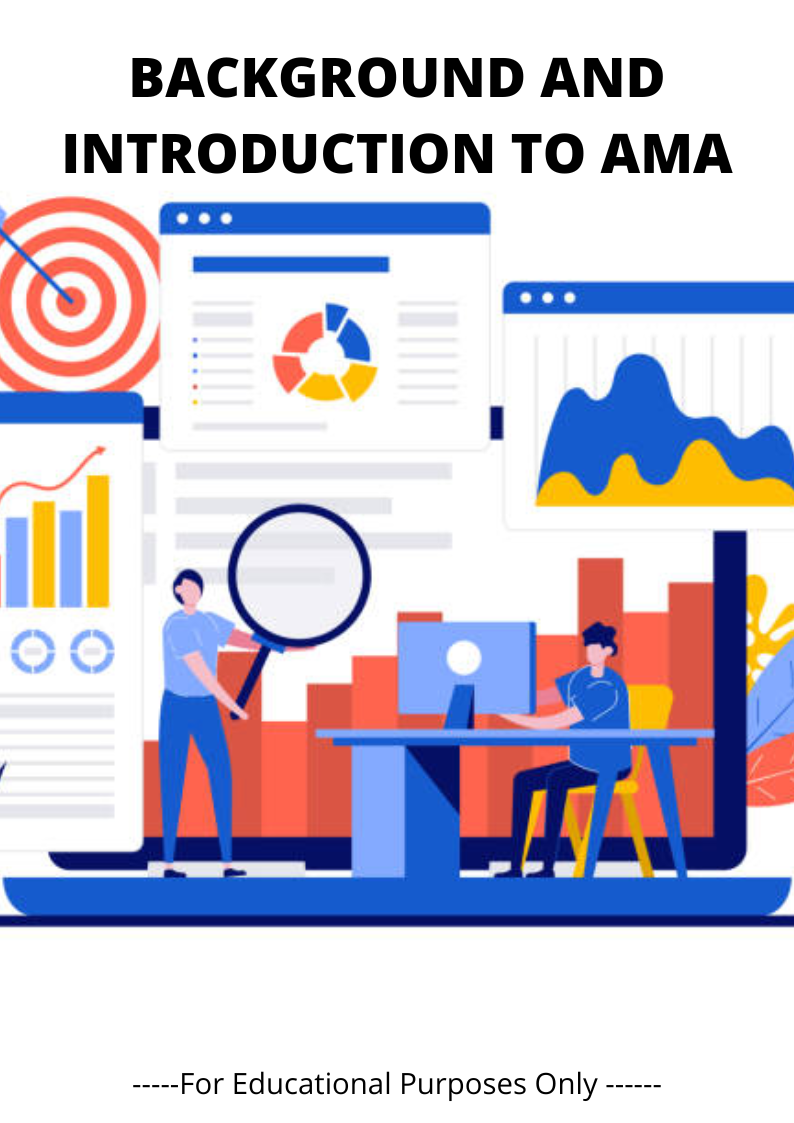 BACKGROUND AND
INTRODUCTION TO AMA
-----For Educational Purposes Only ------